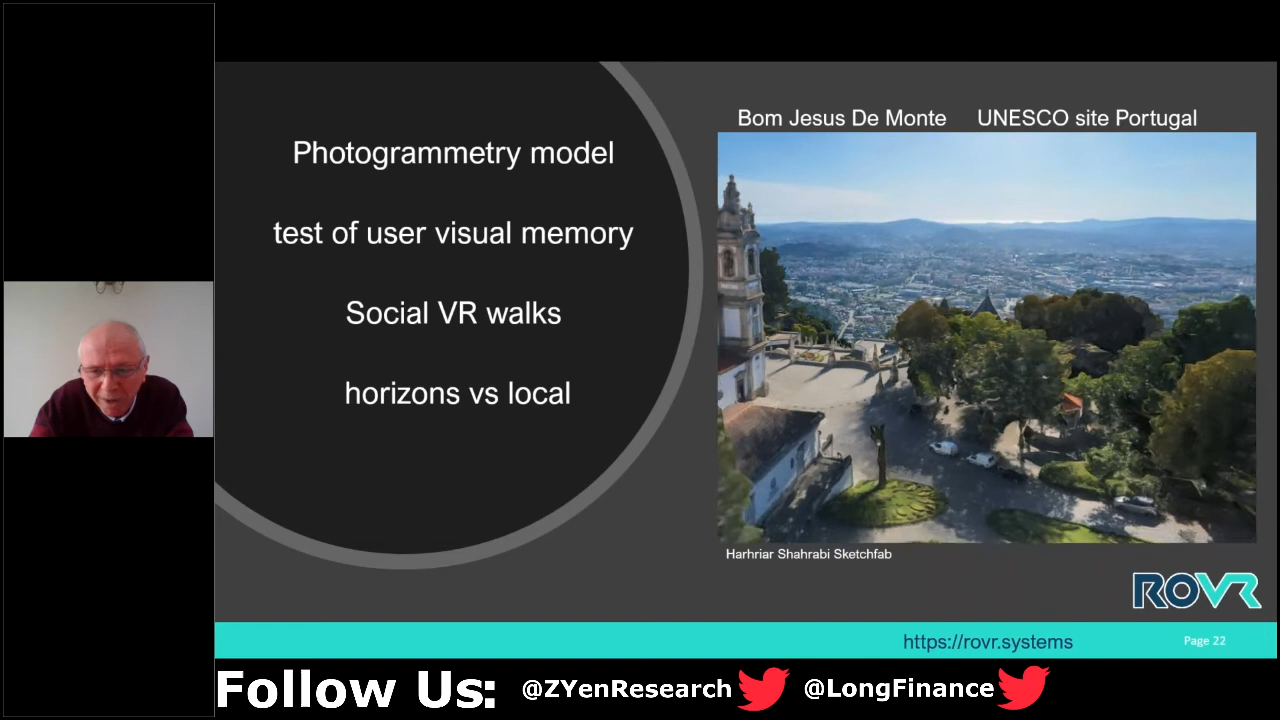 Photogrammetry model
test of user visual memory
Social VR walks
horizons vs local
Bom Jesus De Monte UNESCO site Portugal
Harhriar Shahrabi Sketchfab
ROVR
https://rovr.systems
Page 22
Follow Us: @ZYenResearch @LongFinance